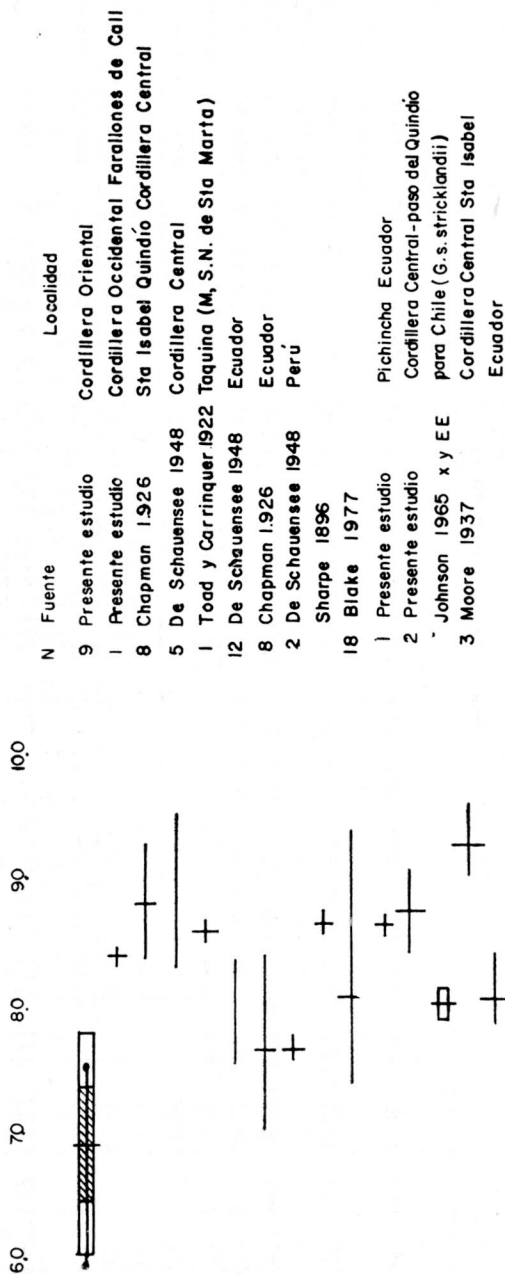 N Fuente Localidad
9 Presente estudio Cordillera Oriental
1 Presente estudio Cordillera Occidental Farallones de Call
8 Chapman 1.926 Sta Isabel Quindío Cordillera Central
5 De Schauensee 1948 Cordillera Central
1 Toad y Carrinquer.1922 Taquina (M, S.N. de Sta Marta)
12 De Schauensee 1948 Ecuador
8 Chapman 1.926 Ecuador
2 De Schauensee 1948 Perú
Sharpe 1896
18 Blake 1977
1 Presente estudio Pichincha Ecuador
2 Presente estudio Cordillera Central-paso del Quindío
- Johnson 1965 x y EE para Chile (G. s. stricklandii)
3 Moore 1937 Cordillera Central Sta Isabel
Ecuador
6,0 7,0 8,0 9,0 10,0